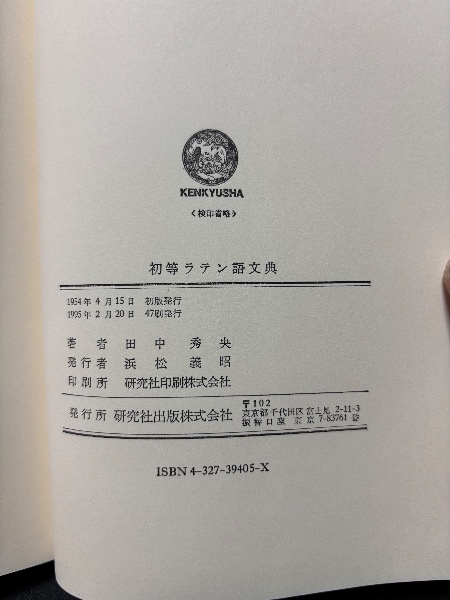 KENKYUSHA
〈検印省略〉
初等ラテン語文典
1954年4月15日 初版発行
1995年2月20日 47刷発行
著者 田中秀央
発行者 浜松義昭
印刷所 研究社印刷株式会社
発行所 研究社出版株式会社
〒102
東京都千代田区富士見2-11-3
振替口座 東京7-83761番
ISBN 4-327-39405-X